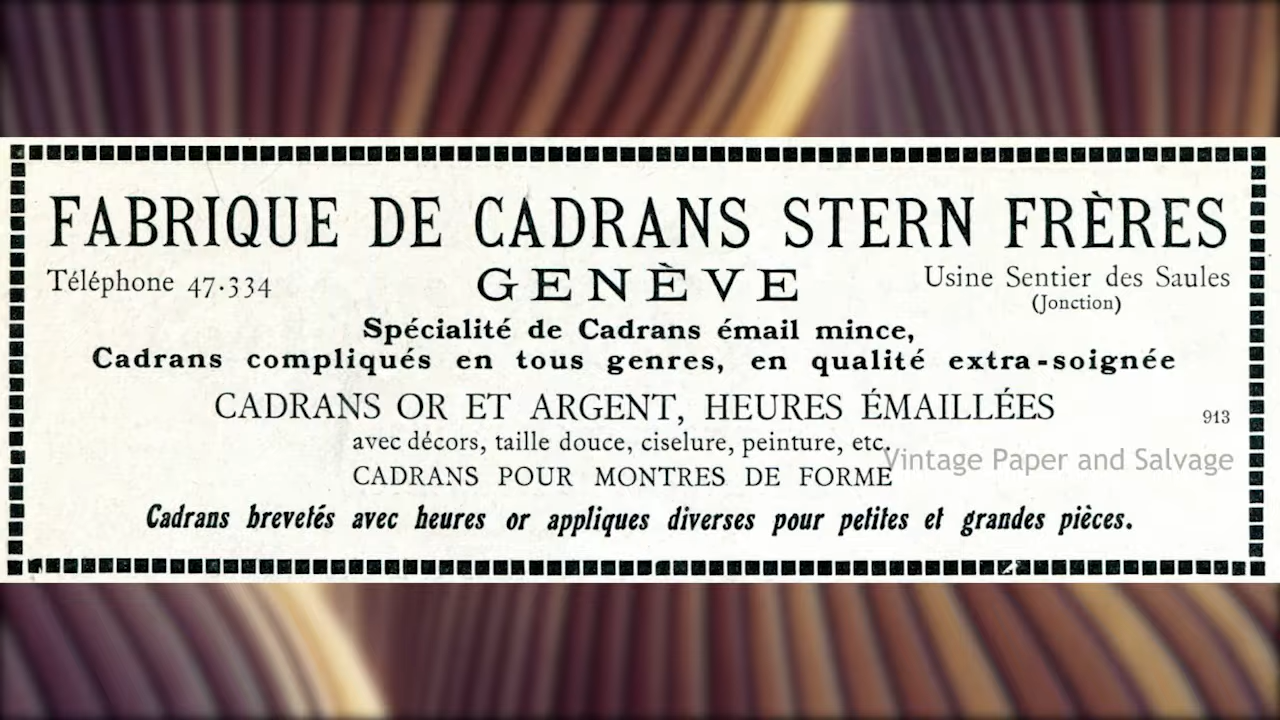 FABRIQUE DE CADRANS STERN FRÈRES
Téléphone 47.334
GENÈVE
Usine Sentier des Saules
(Jonction)
Spécialité de Cadrans émail mince,
Cadrans compliqués en tous genres, en qualité extra-soignée
CADRANS OR ET ARGENT, HEURES ÉMAILLÉES
913
avec décors, taille douce, ciselure, peinture, etc.
Vintage Paper and Salvage
CADRANS POUR MONTRES DE FORME
Cadrans brevetés avec heures or appliques diverses pour petites et grandes pièces.